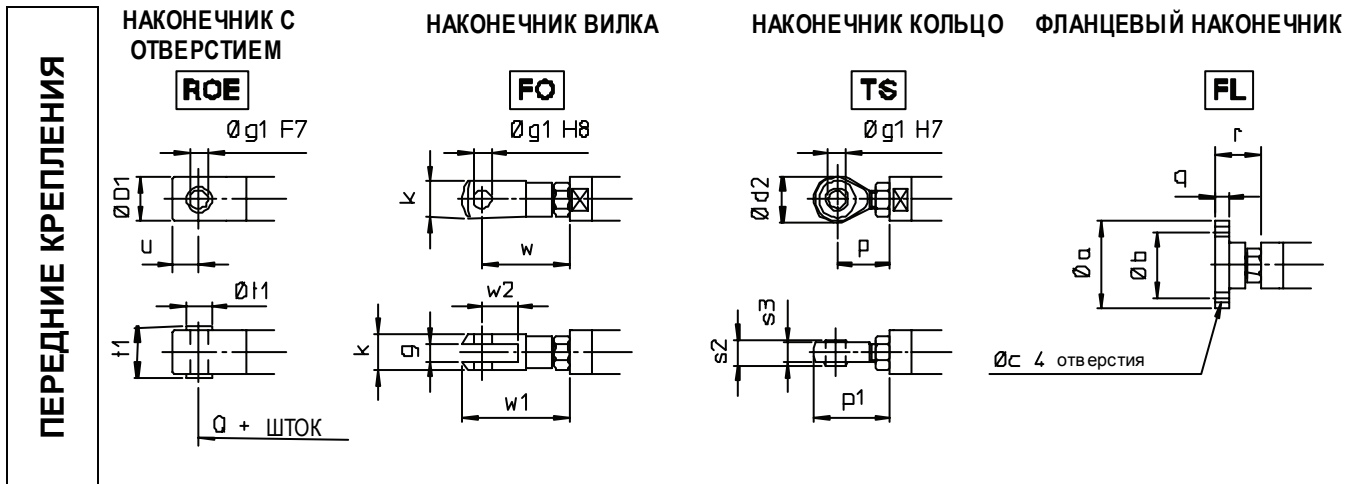 ПЕРЕДНИЕ КРЕПЛЕНИЯ
НАКОНЕЧНИК С
ОТВЕРСТИЕМ
ROE
Øg1 F7
ØD1
u
Øt1
t1
Q + ШТОК
НАКОНЕЧНИК ВИЛКА
FO
Øg1 H8
k
w
w2
k
g
w1
НАКОНЕЧНИК КОЛЬЦО
TS
Øg1 H7
Ød2
p
s3
s2
p1
ФЛАНЦЕВЫЙ НАКОНЕЧНИК
FL
r
q
Øa
Øb
Øc 4 отверстия